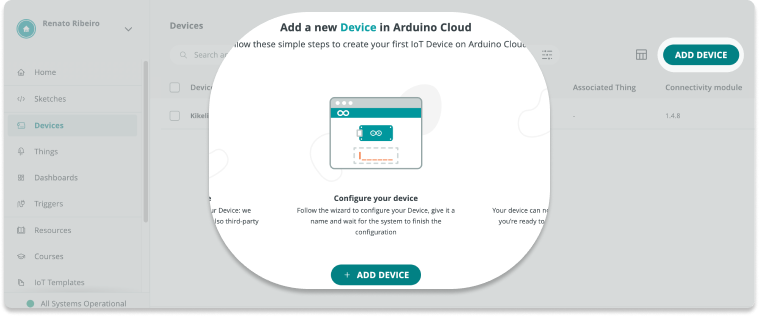 Renato Ribeiro
Home
Sketches
Devices
Things
Dashboards
Triggers
Resources
Courses
IoT Templates
All Systems Operational
Devices
Search
ADD DEVICE
Associated Thing
Connectivity module
-
1.4.8
Add a new Device in Arduino Cloud
these simple steps to create your first IoT Device on Arduino Cloud
ur Device: we
also third-party
Configure your device
Follow the wizard to configure your Device, give it a
name and wait for the system to finish the
configuration
Your device can
you're ready to
+ ADD DEVICE